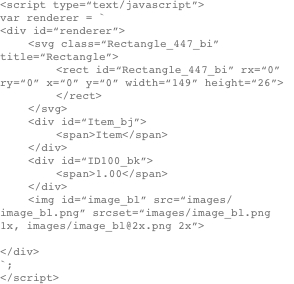 <script type=“text/javascript”>
var renderer = `
<div id=“renderer”>
<svg class=“Rectangle_447_bi”
title=“Rectangle”>
<rect id=“Rectangle_447_bi” rx=“0”
ry=“0” x=“0” y=“0” width=“149” height=“26”>
</rect>
</svg>
<div id=“Item_bj”>
<span>Item</span>
</div>
<div id=“ID100_bk”>
<span>1.00</span>
</div>
<img id=“image_bl” src=“images/
image_bl.png” srcset=“images/image_bl.png
1x, images/image_bl@2x.png 2x”>
</div>
`;
</script>